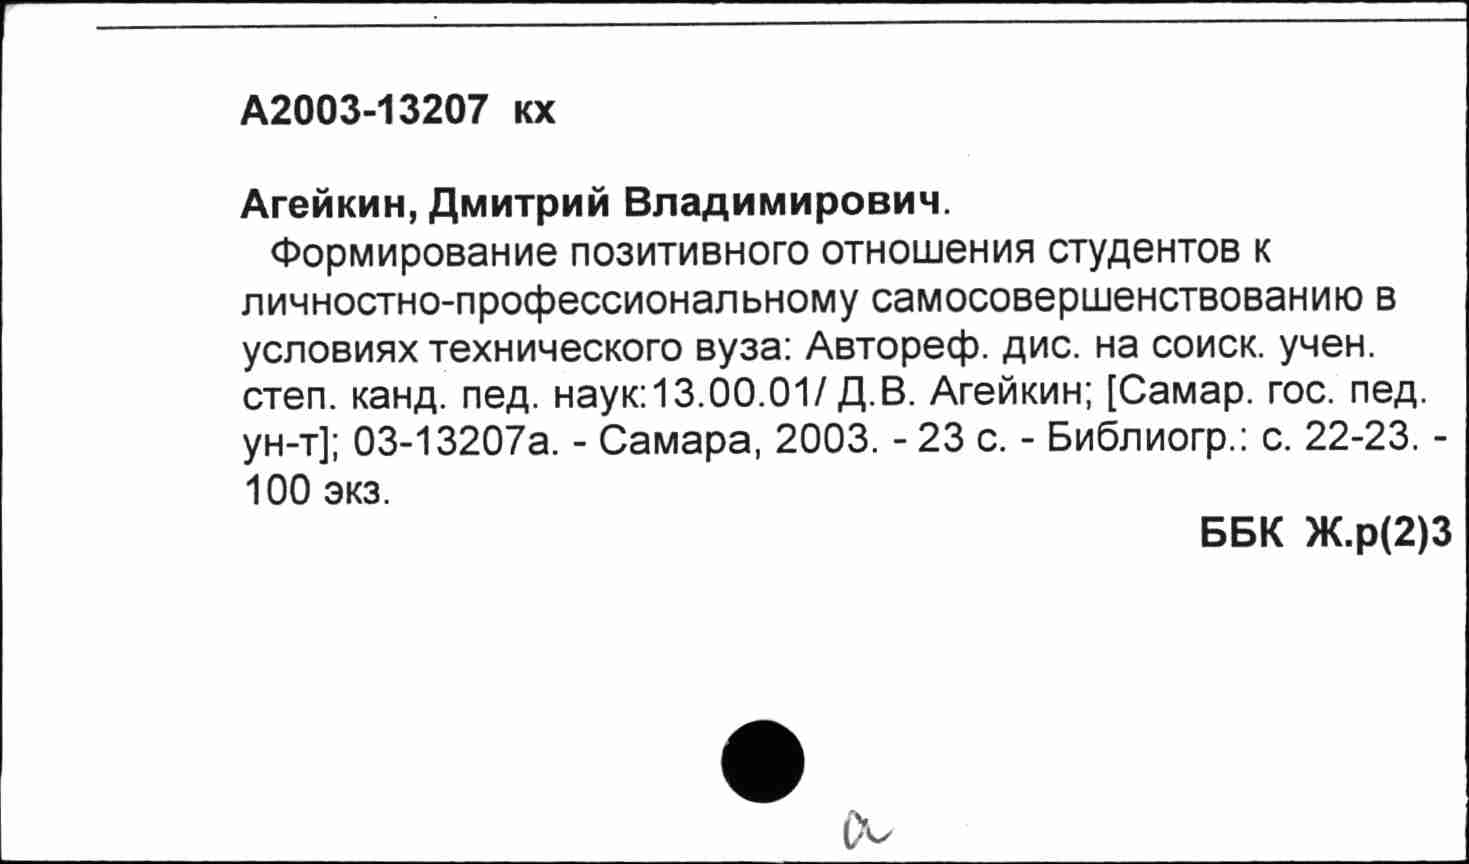 А2003-13207 кх
Агейкин, Дмитрий Владимирович.
Формирование позитивного отношения студентов к
личностно-профессиональному самосовершенствованию в
условиях технического вуза: Автореф. дис. на соиск. учен.
степ. канд. пед. наук:13.00.01/ Д.В. Агейкин; [Самар. гос. пед.
ун-т]; 03-13207а. - Самара, 2003. - 23 с. - Библиогр.: с. 22-23. -
100 экз.
ББК Ж.р(2)3
а